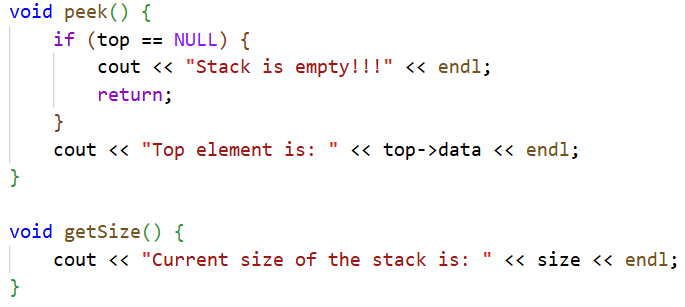 void peek() {
    if (top == NULL) {
        cout << "Stack is empty!!!" << endl;
        return;
    }
    cout << "Top element is: " << top->data << endl;
}

void getSize() {
    cout << "Current size of the stack is: " << size << endl;
}